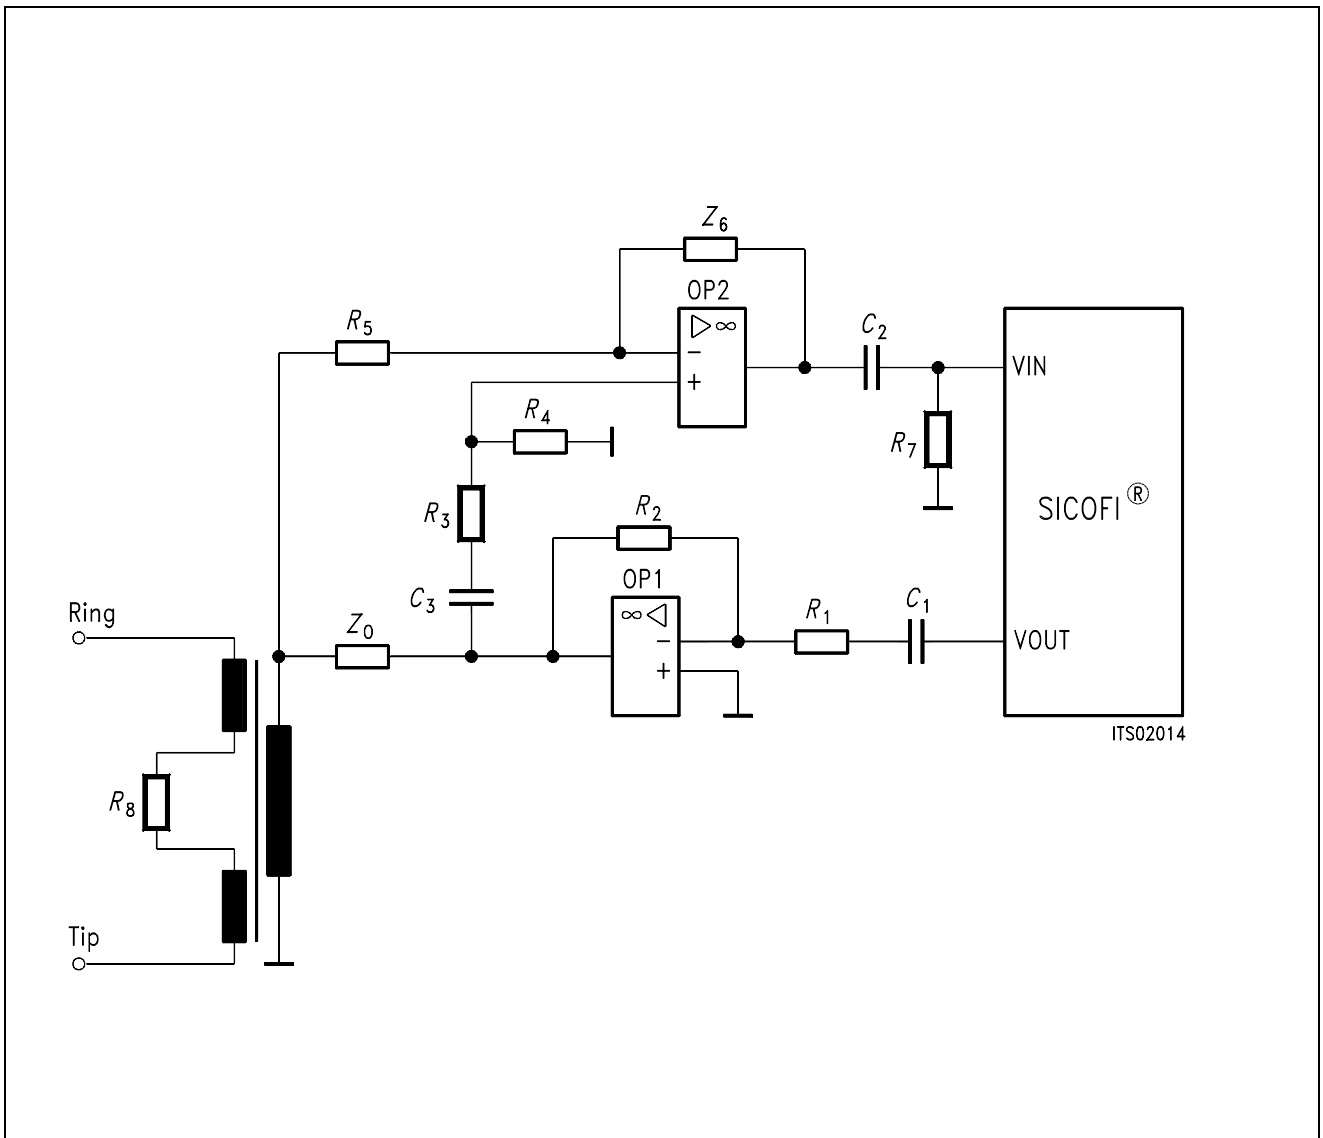 Z6
OP2
▷ ∞
R5
C2
−
VIN
+
R4
R7
R3
R2
SICOFI ®
OP1
C3
∞ ◁
Ring
R1
C1
Z0
−
VOUT
+
ITS02014
R8
Tip